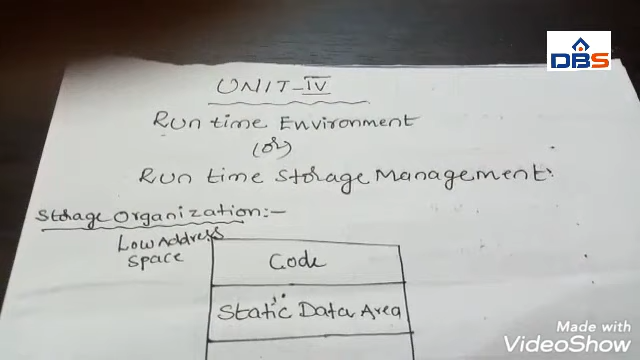 DBS
UNIT-IV
Run time Environment
(or)
Run time Storage Management:
Storage Organization:-
Low Address
Space
Code
Static Data Area
Made with
VideoShow